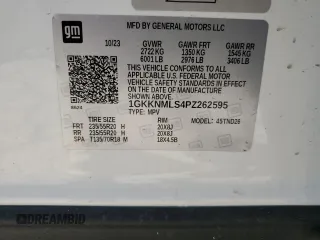 gm
MFD BY GENERAL MOTORS LLC
10/23 GVWR GAWR FRT GAWR RR
2722 KG 1350 KG 1545 KG
6001 LB 2976 LB 3406 LB
THIS VEHICLE CONFORMS TO ALL APPLICABLE
U.S. FEDERAL MOTOR
VEHICLE SAFETY STANDARDS IN EFFECT
ON THE DATE OF MANUFACTURE
SHOWN ABOVE.
1GKKNMLS4PZ262595
TYPE: MPV
TIRE SIZE RIM MODEL: 4STND26
FRT 235/55R20 H 20X8J
RR 235/55R20 H 20X8J
SPA T135/70R18 M 18X4.5B
©DREAMBID